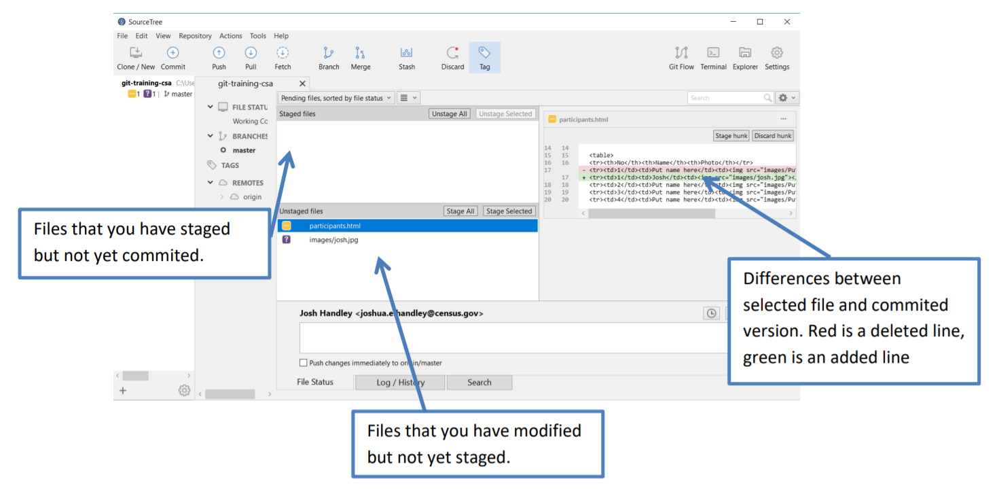 SourceTree
File Edit View Repository Actions Tools Help
Clone / New Commit Push Pull Fetch Branch Merge Stash Discard Tag Git Flow Terminal Explorer Settings
git-training-csa C:\Use
1 ? 1 master
git-training-csa
FILE STATU
Working Co
BRANCHES
master
TAGS
REMOTES
origin
Pending files, sorted by file status
Search
Staged files Unstage All Unstage Selected
Unstaged files Stage All Stage Selected
participants.html
? images/josh.jpg
participants.html ...
Stage hunk Discard hunk
14 14
15 15 <table>
16 16 <tr><th>No</th><th>Name</th><th>Photo</th></tr>
17 - <tr><td>1</td><td>Put name here</td><td><img src="images/Pu
17 + <tr><td>1</td><td>Josh</td><td><img src="images/josh.jpg"><
18 18 <tr><td>2</td><td>Put name here</td><td><img src="images/Pu
19 19 <tr><td>3</td><td>Put name here</td><td><img src="images/Pu
20 20 <tr><td>4</td><td>Put name here</td><td><img src="images/Pu
Josh Handley <joshua.e.handley@census.gov>
Push changes immediately to origin/master
File Status Log / History Search
Files that you have staged
but not yet commited.
Differences between
selected file and commited
version. Red is a deleted line,
green is an added line
Files that you have modified
but not yet staged.